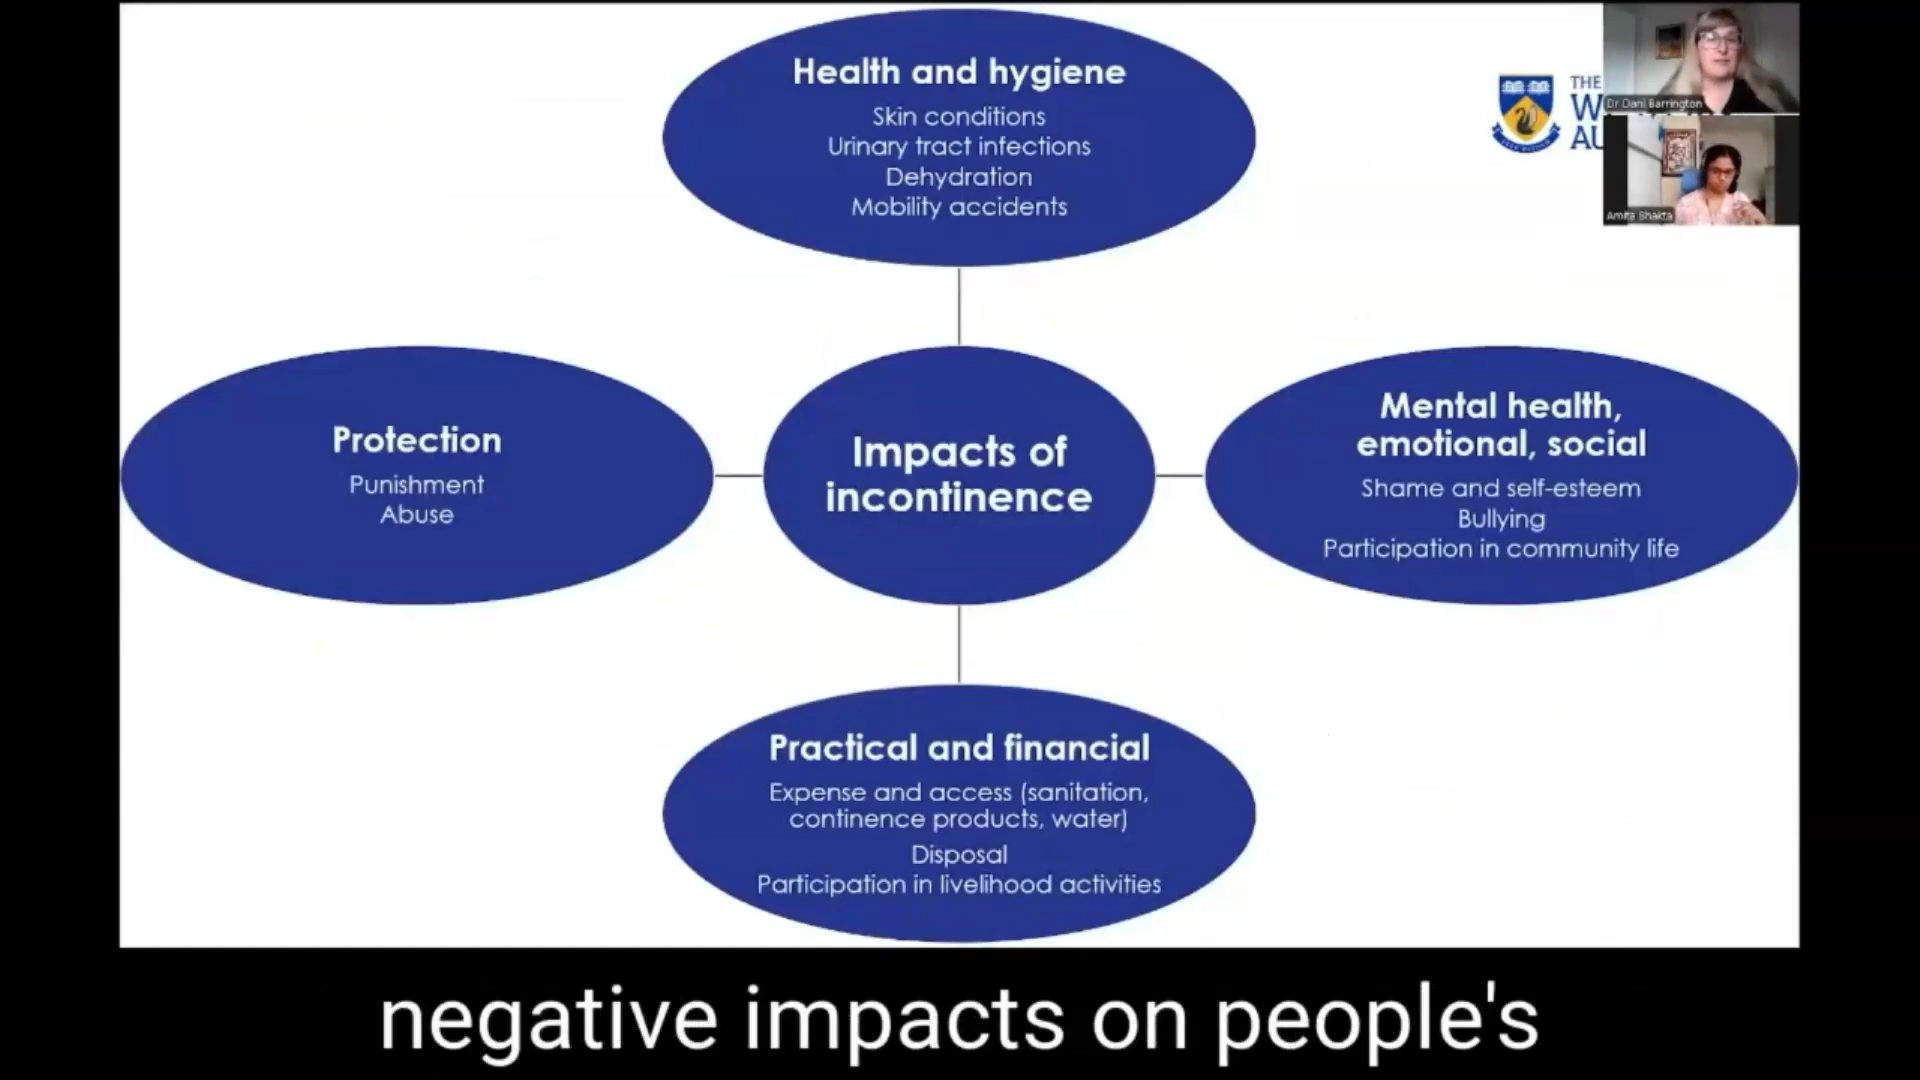 Health and hygiene
Skin conditions
Urinary tract infections
Dehydration
Mobility accidents
THE
W
AU
Dr Dani Barrington
Amita Bhakta
Protection
Punishment
Abuse
Impacts of
incontinence
Mental health,
emotional, social
Shame and self-esteem
Bullying
Participation in community life
Practical and financial
Expense and access (sanitation,
continence products, water)
Disposal
Participation in livelihood activities
negative impacts on people's